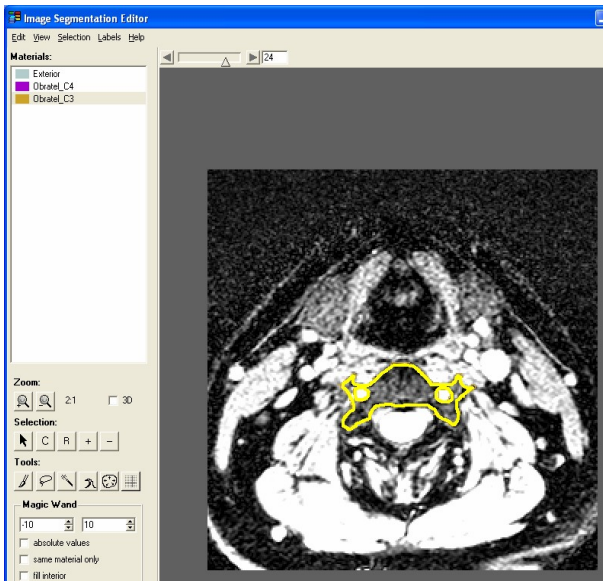 Image Segmentation Editor
Edit View Selection Labels Help
Materials:
24
Exterior
Obratel_C4
Obratel_C3
Zoom:
2:1
3D
Selection:
C R + -
Tools:
Magic Wand
-10 10
absolute values
same material only
fill interior